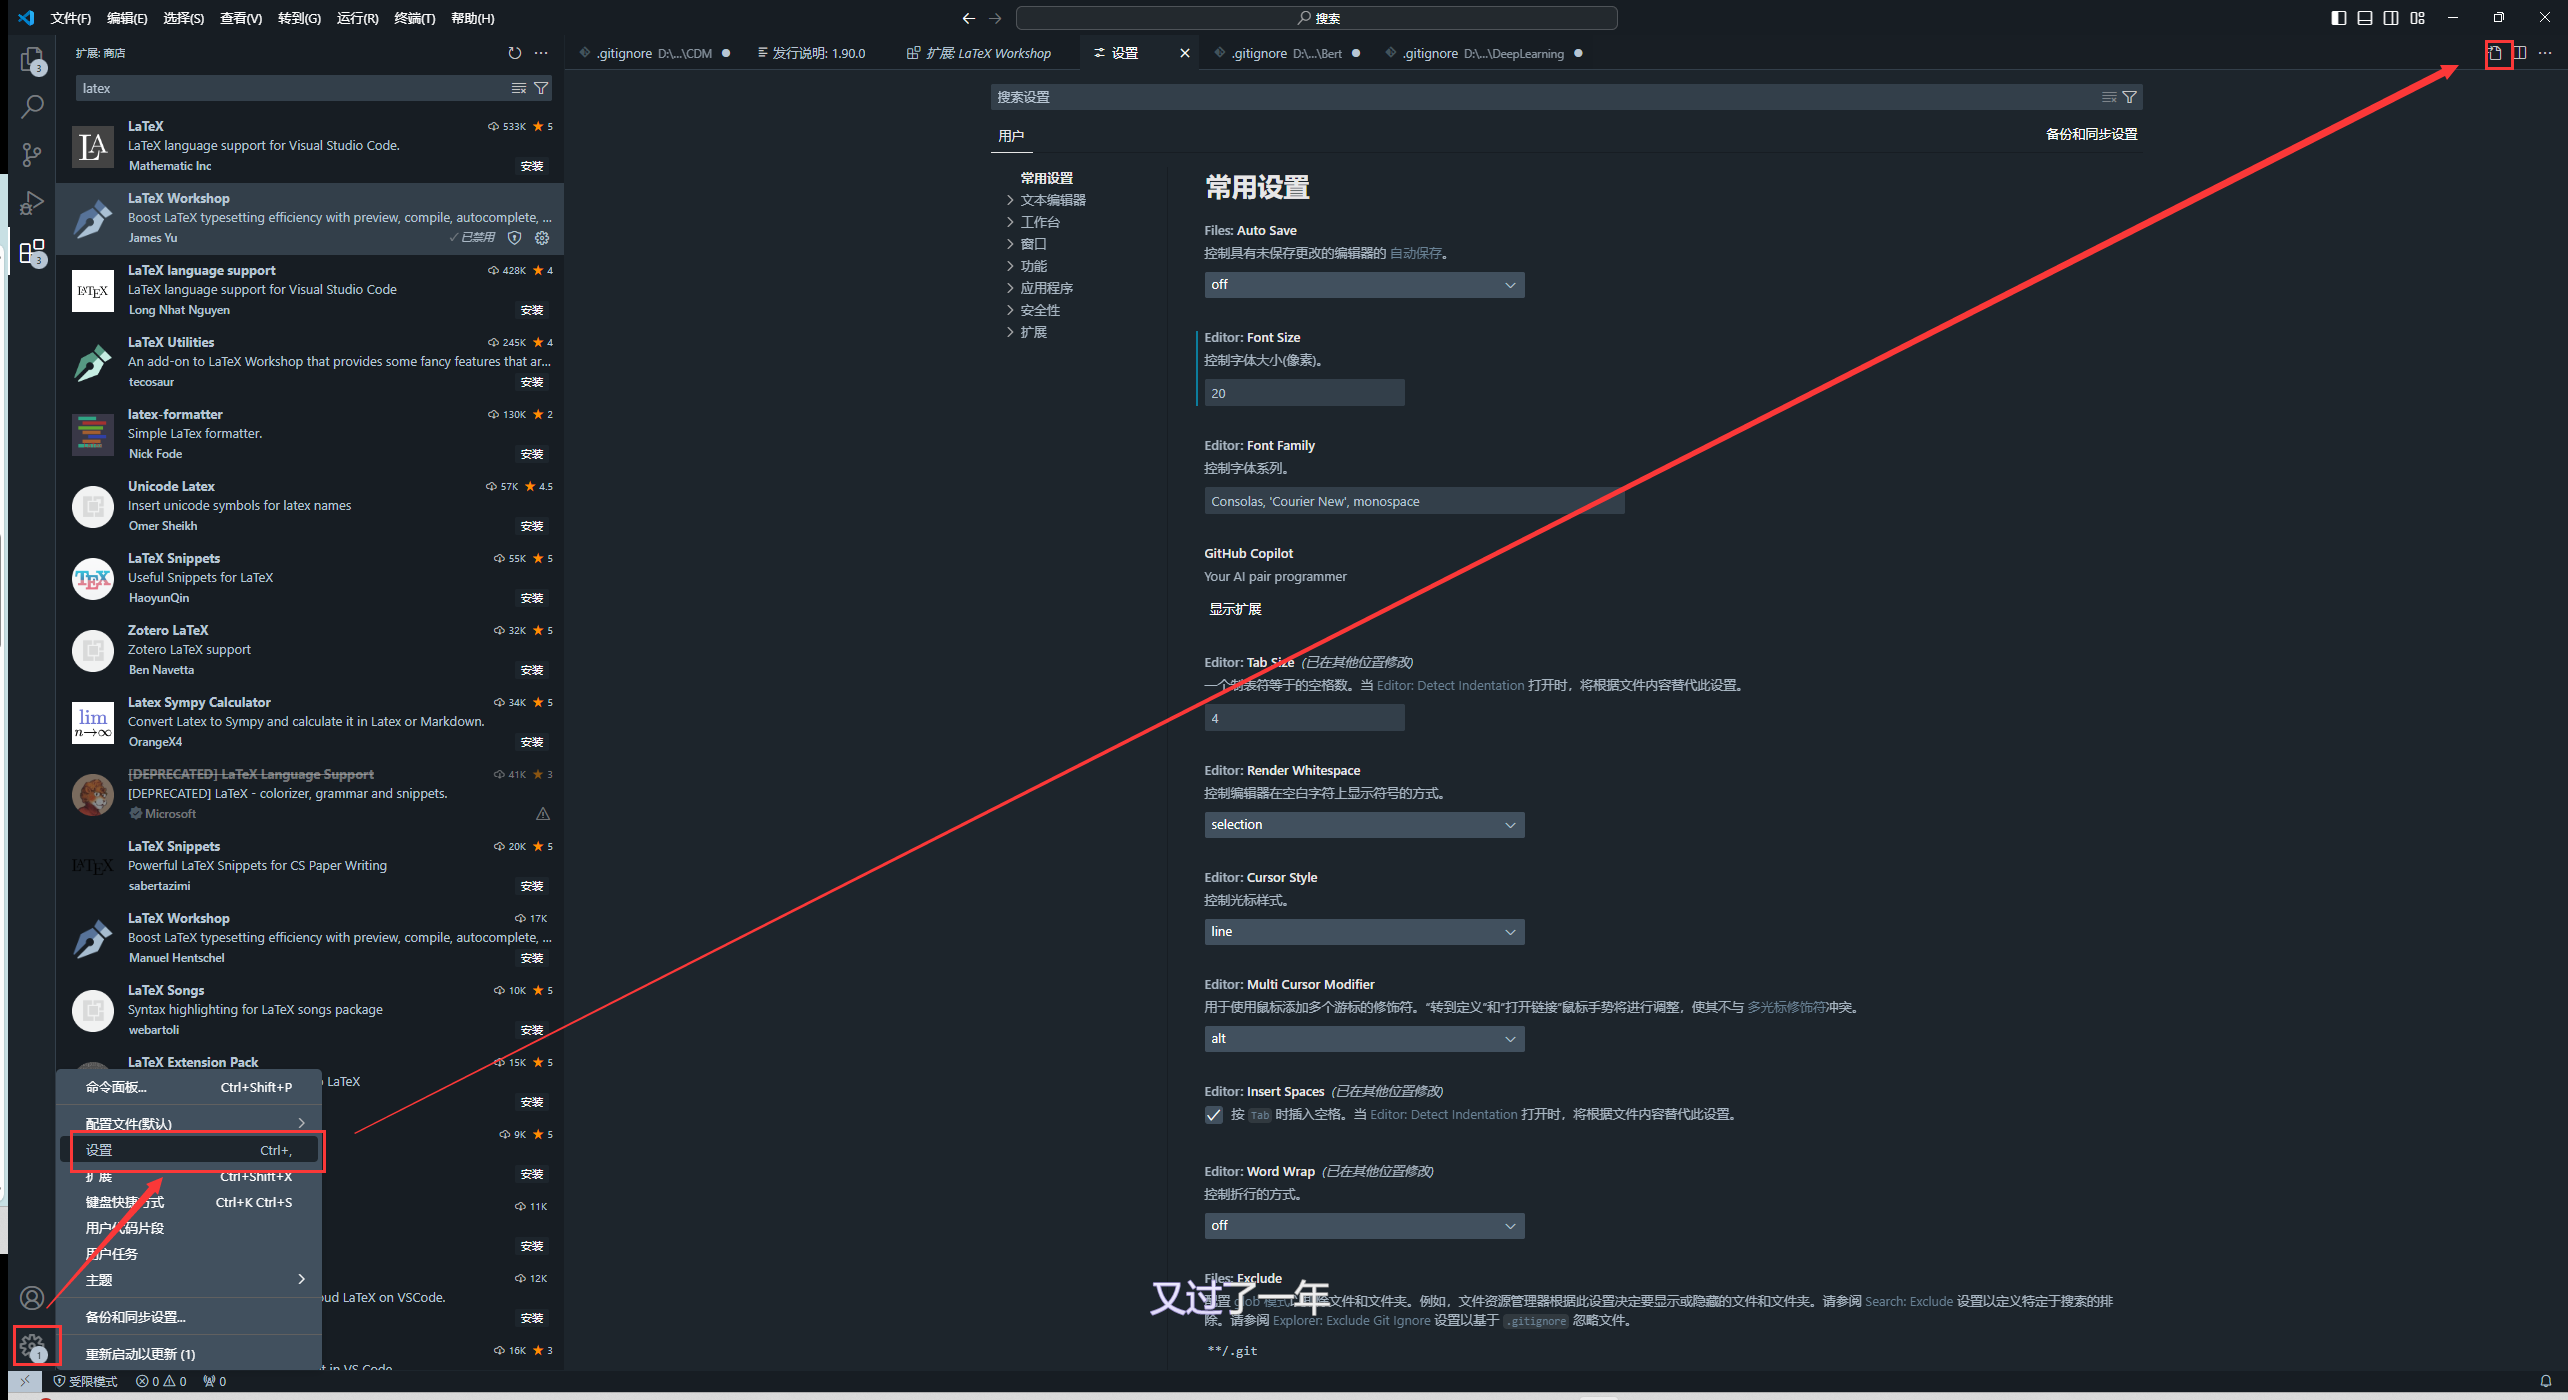 文件(F) 编辑(E) 选择(S) 查看(V) 转到(G) 运行(R) 终端(T) 帮助(H)
搜索
扩展: 商店
.gitignore D:\...\CDM
发行说明: 1.90.0
扩展: LaTeX Workshop
设置
.gitignore D:\...\Bert
.gitignore D:\...\DeepLearning
latex
LaTeX 533K 5
LaTeX language support for Visual Studio Code.
Mathematic Inc 安装
LaTeX Workshop
Boost LaTeX typesetting efficiency with preview, compile, autocomplete, ...
James Yu 已禁用
LaTeX language support 428K 4
LaTeX language support for Visual Studio Code
Long Nhat Nguyen 安装
LaTeX Utilities 245K 4
An add-on to LaTeX Workshop that provides some fancy features that ar...
tecosaur 安装
latex-formatter 130K 2
Simple LaTex formatter.
Nick Fode 安装
Unicode Latex 57K 4.5
Insert unicode symbols for latex names
Omer Sheikh 安装
LaTeX Snippets 55K 5
Useful Snippets for LaTeX
HaoyunQin 安装
Zotero LaTeX 32K 5
Zotero LaTeX support
Ben Navetta 安装
Latex Sympy Calculator 34K 5
Convert Latex to Sympy and calculate it in Latex or Markdown.
OrangeX4 安装
[DEPRECATED] LaTeX Language Support 41K 3
[DEPRECATED] LaTeX - colorizer, grammar and snippets.
Microsoft
LaTeX Snippets 20K 5
Powerful LaTeX Snippets for CS Paper Writing
sabertazimi 安装
LaTeX Workshop 17K
Boost LaTeX typesetting efficiency with preview, compile, autocomplete, ...
Manuel Hentschel 安装
LaTeX Songs 10K 5
Syntax highlighting for LaTeX songs package
webartoli 安装
LaTeX Extension Pack 15K 5
LaTeX
安装
9K 5
安装
11K
安装
12K
oud LaTeX on VSCode.
安装
16K 3
t in VS Code
命令面板... Ctrl+Shift+P
配置文件(默认)
设置 Ctrl+,
扩展 Ctrl+Shift+X
键盘快捷方式 Ctrl+K Ctrl+S
用户代码片段
用户任务
主题
备份和同步设置...
重新启动以更新 (1)
受限模式 0 0 0
搜索设置
用户 备份和同步设置
常用设置
文本编辑器
工作台
窗口
功能
应用程序
安全性
扩展
常用设置
Files: Auto Save
控制具有未保存更改的编辑器的 自动保存。
off
Editor: Font Size
控制字体大小(像素)。
20
Editor: Font Family
控制字体系列。
Consolas, 'Courier New', monospace
GitHub Copilot
Your AI pair programmer
显示扩展
Editor: Tab Size (已在其他位置修改)
一个制表符等于的空格数。当 Editor: Detect Indentation 打开时，将根据文件内容替代此设置。
4
Editor: Render Whitespace
控制编辑器在空白字符上显示符号的方式。
selection
Editor: Cursor Style
控制光标样式。
line
Editor: Multi Cursor Modifier
用于使用鼠标添加多个游标的修饰符。“转到定义”和“打开链接”鼠标手势将进行调整，使其不与 多光标修饰符冲突。
alt
Editor: Insert Spaces (已在其他位置修改)
按 Tab 时插入空格。当 Editor: Detect Indentation 打开时，将根据文件内容替代此设置。
Editor: Word Wrap (已在其他位置修改)
控制折行的方式。
off
Files: Exclude
又过了一年
配置 glob 模式 除文件和文件夹。例如，文件资源管理器根据此设置决定要显示或隐藏的文件和文件夹。请参阅 Search: Exclude 设置以定义特定于搜索的排
除。请参阅 Explorer: Exclude Git Ignore 设置以基于 .gitignore 忽略文件。
**/.git